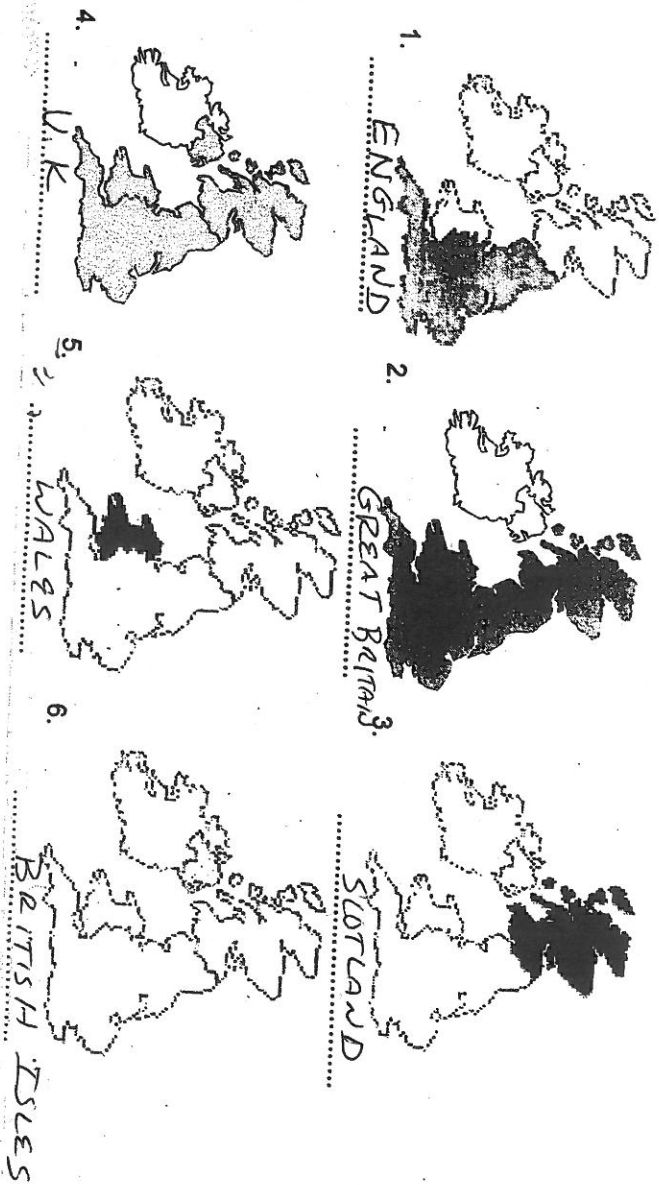 1.
ENGLAND
2.
GREAT BRITAIN
3.
SCOTLAND
4.
U.K
5.
WALES
6.
BRITISH ISLES